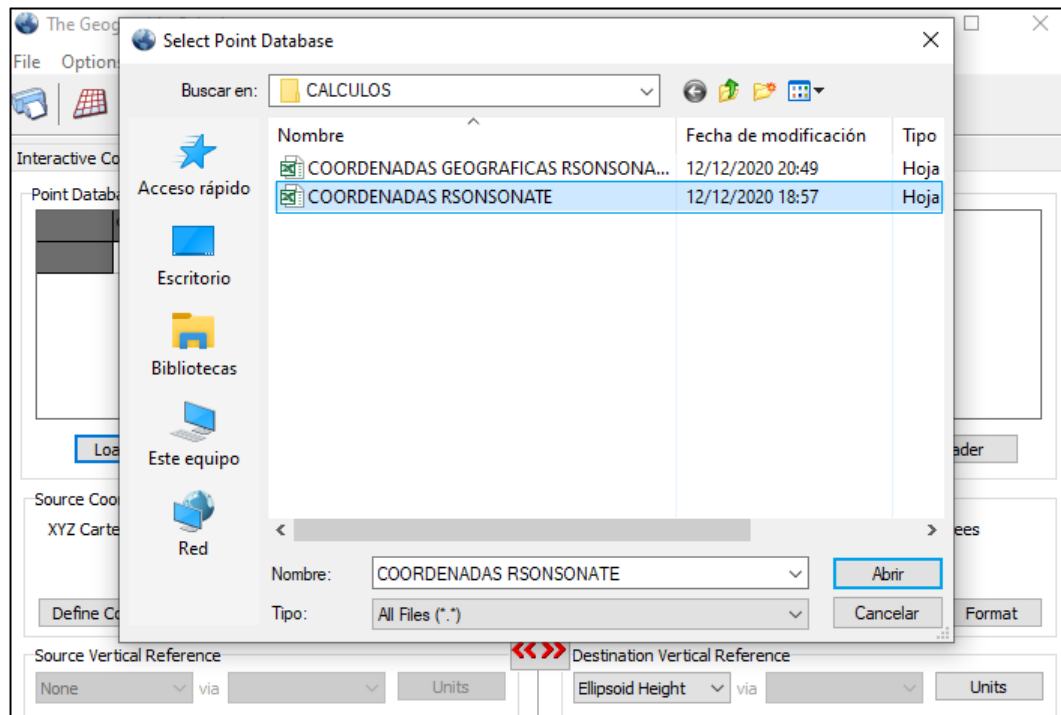 The Geog
Select Point Database
File Option
Buscar en: CALCULOS
Nombre Fecha de modificación Tipo
COORDENADAS GEOGRAFICAS RSONSONA... 12/12/2020 20:49 Hoja
COORDENADAS RSONSONATE 12/12/2020 18:57 Hoja
Interactive Co
Point Databa
Acceso rápido
Escritorio
Bibliotecas
Este equipo
Red
Loa
ader
Source Coo
XYZ Carte
ees
Nombre: COORDENADAS RSONSONATE Abrir
Tipo: All Files (*.*) Cancelar
Define Co
Format
Source Vertical Reference
None via Units
Destination Vertical Reference
Ellipsoid Height via Units